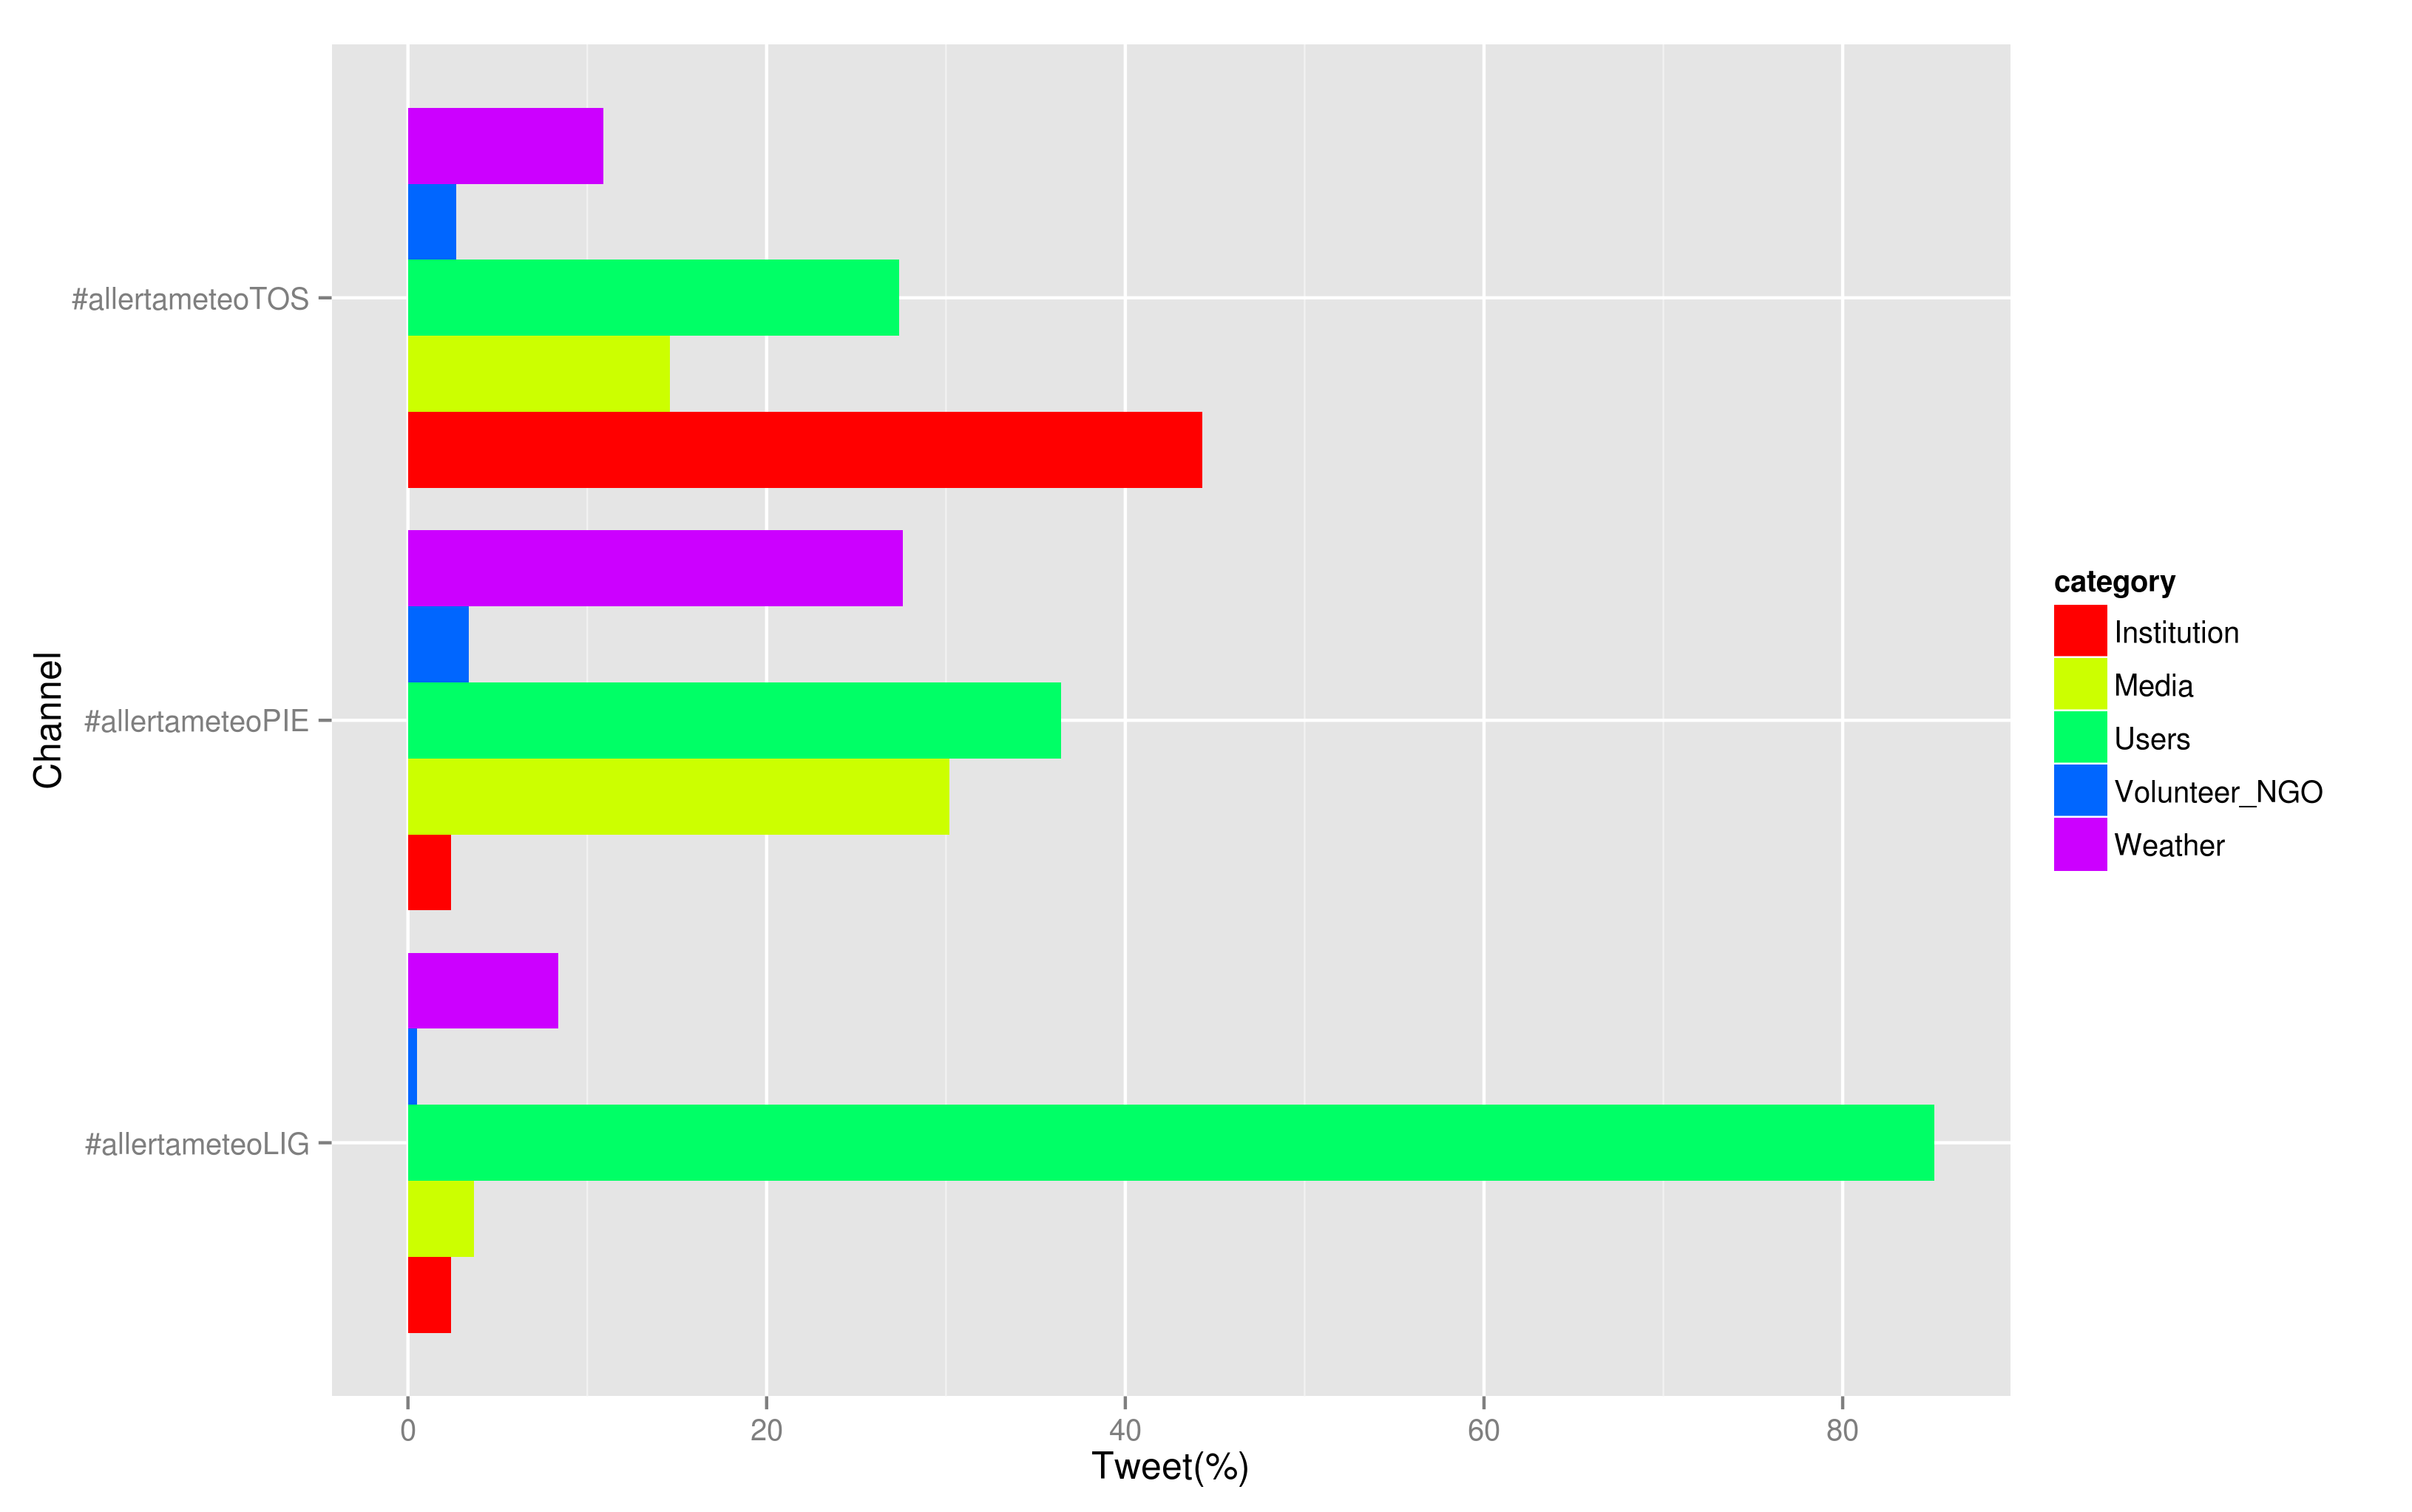 #allertameteoTOS
#allertameteoPIE
#allertameteoLIG
Channel
0 20 40 60 80
Tweet(%)
category
Institution
Media
Users
Volunteer_NGO
Weather